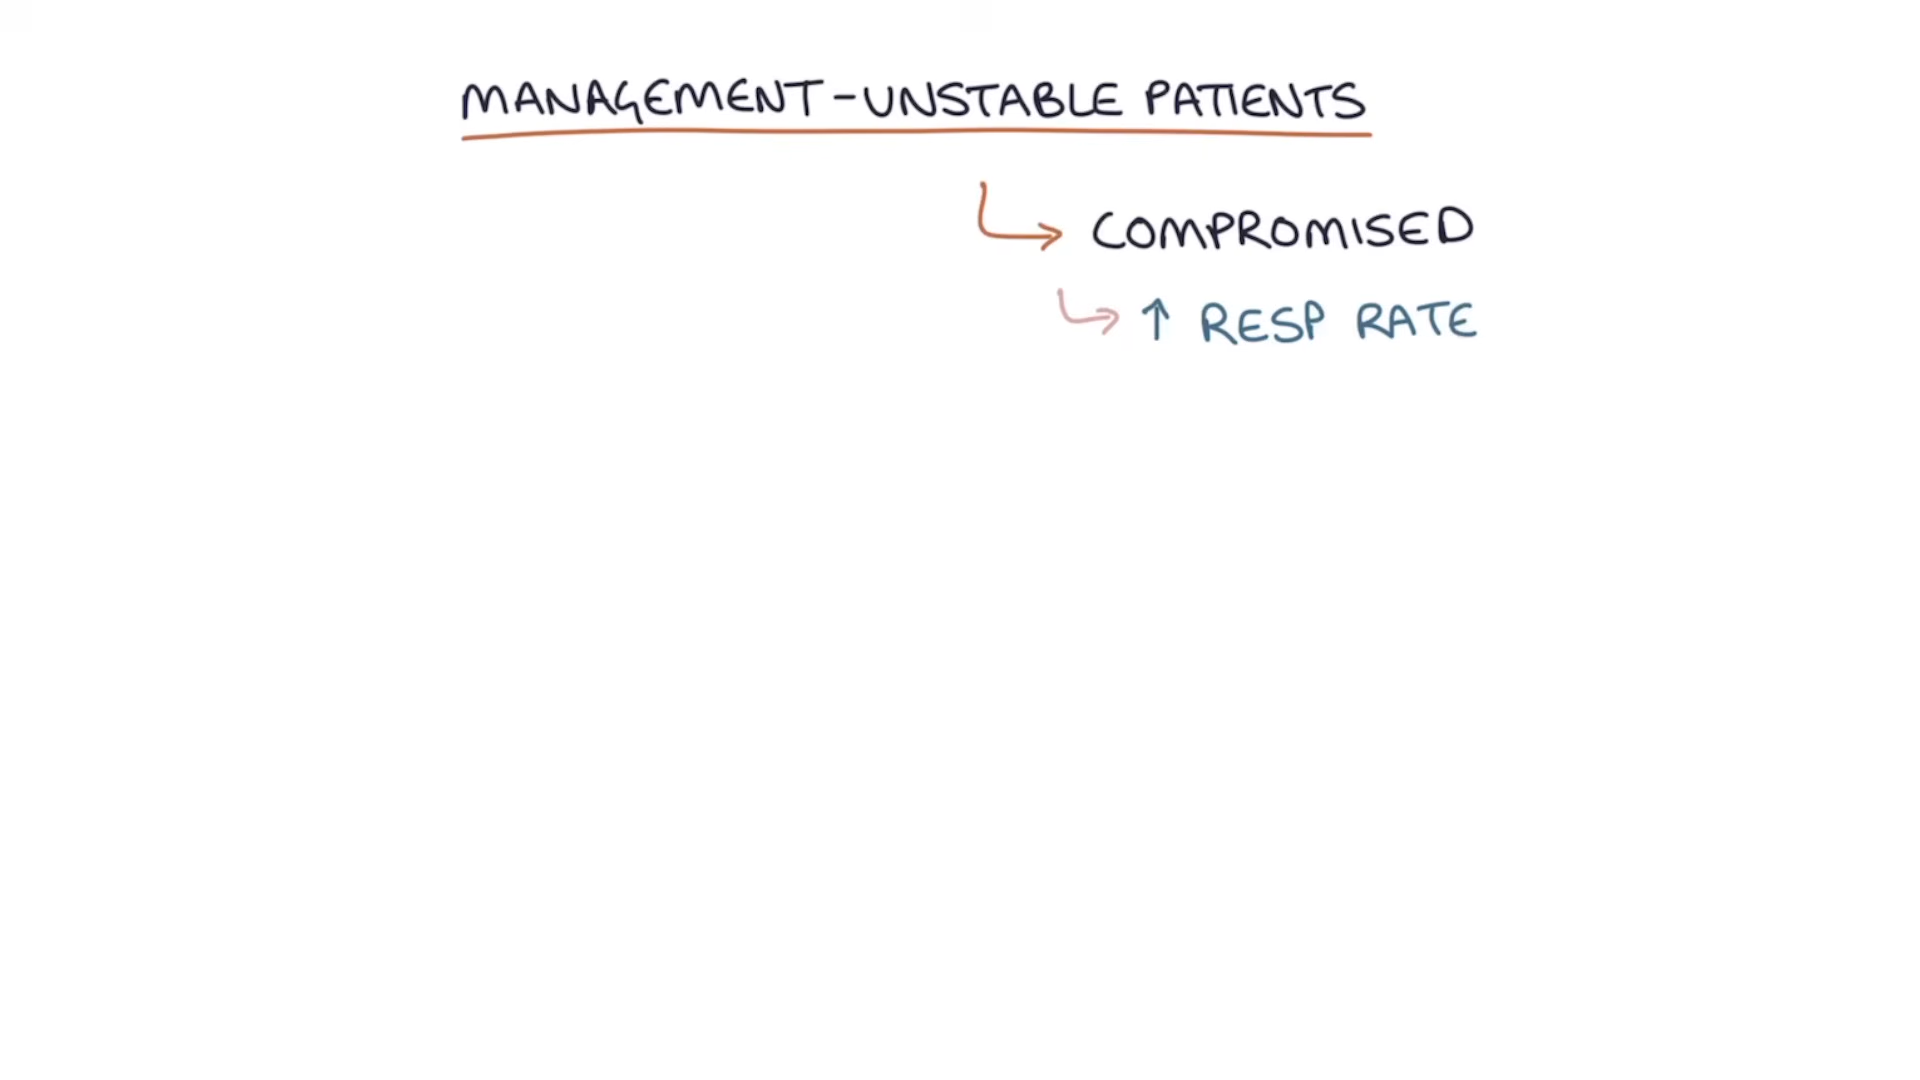 MANAGEMENT - UNSTABLE PATIENTS
COMPROMISED
↑ RESP RATE